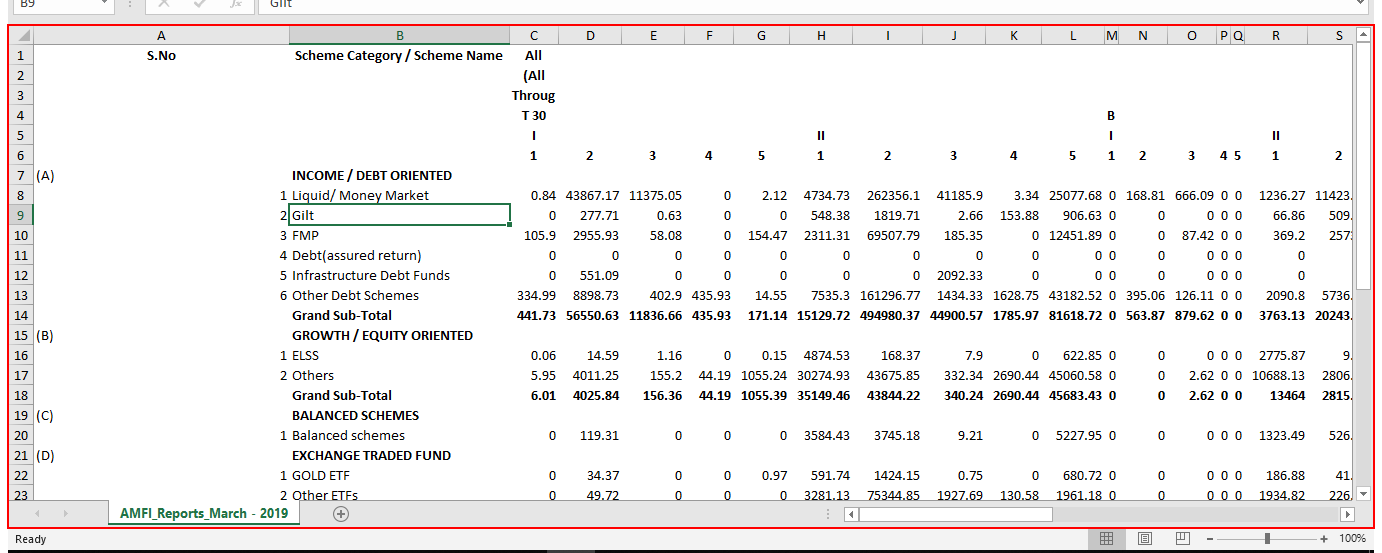 B9 fx Gilt
A B C D E F G H I J K L M N O P Q R S
1 S.No Scheme Category / Scheme Name All
2 (All
3 Throug
4 T 30 B
5 I II I II
6 1 2 3 4 5 1 2 3 4 5 1 2 3 4 5 1 2
7 (A) INCOME / DEBT ORIENTED
8 1 Liquid/ Money Market 0.84 43867.17 11375.05 0 2.12 4734.73 262356.1 41185.9 3.34 25077.68 0 168.81 666.09 0 0 1236.27 11423.
9 2 Gilt 0 277.71 0.63 0 0 548.38 1819.71 2.66 153.88 906.63 0 0 0 0 0 66.86 509.
10 3 FMP 105.9 2955.93 58.08 0 154.47 2311.31 69507.79 185.35 0 12451.89 0 0 87.42 0 0 369.2 257
11 4 Debt(assured return) 0 0 0 0 0 0 0 0 0 0 0 0 0 0 0 0
12 5 Infrastructure Debt Funds 0 551.09 0 0 0 0 0 2092.33 0 0 0 0 0 0 0 0
13 6 Other Debt Schemes 334.99 8898.73 402.9 435.93 14.55 7535.3 161296.77 1434.33 1628.75 43182.52 0 395.06 126.11 0 0 2090.8 5736.
14 Grand Sub-Total 441.73 56550.63 11836.66 435.93 171.14 15129.72 494980.37 44900.57 1785.97 81618.72 0 563.87 879.62 0 0 3763.13 20243.
15 (B) GROWTH / EQUITY ORIENTED
16 1 ELSS 0.06 14.59 1.16 0 0.15 4874.53 168.37 7.9 0 622.85 0 0 0 0 0 2775.87 9.
17 2 Others 5.95 4011.25 155.2 44.19 1055.24 30274.93 43675.85 332.34 2690.44 45060.58 0 0 2.62 0 0 10688.13 2806.
18 Grand Sub-Total 6.01 4025.84 156.36 44.19 1055.39 35149.46 43844.22 340.24 2690.44 45683.43 0 0 2.62 0 0 13464 2815.
19 (C) BALANCED SCHEMES
20 1 Balanced schemes 0 119.31 0 0 0 3584.43 3745.18 9.21 0 5227.95 0 0 0 0 0 1323.49 526.
21 (D) EXCHANGE TRADED FUND
22 1 GOLD ETF 0 34.37 0 0 0.97 591.74 1424.15 0.75 0 680.72 0 0 0 0 0 186.88 41.
23 2 Other ETFs 0 49.72 0 0 0 3281.13 75344.85 1927.69 130.58 1961.18 0 0 0 0 0 1934.82 226.
AMFI_Reports_March - 2019
Ready 100%